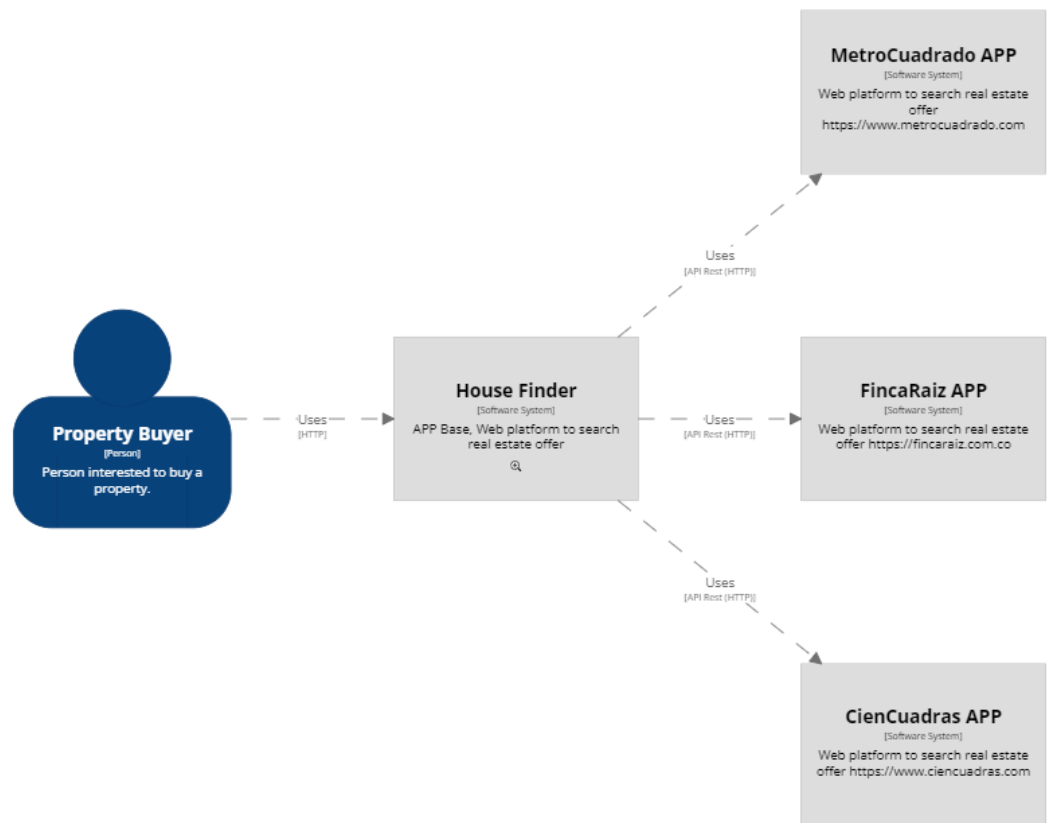 MetroCuadrado APP
[Software System]
Web platform to search real estate
offer
https://www.metrocuadrado.com
Uses
[API Rest (HTTP)]
Property Buyer
[Person]
Person interested to buy a
property.
Uses
[HTTP]
House Finder
[Software System]
APP Base, Web platform to search
real estate offer
Uses
[API Rest (HTTP)]
FincaRaiz APP
[Software System]
Web platform to search real estate
offer https://fincaraiz.com.co
Uses
[API Rest (HTTP)]
CienCuadras APP
[Software System]
Web platform to search real estate
offer https://www.ciencuadras.com